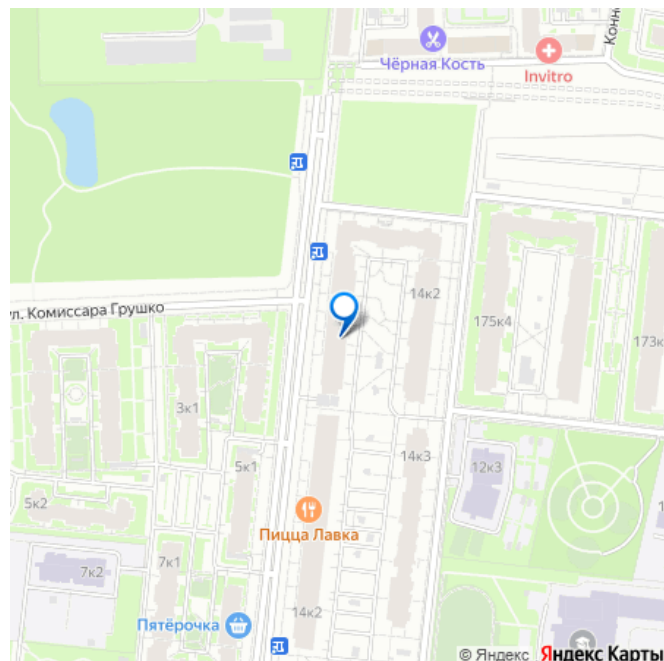 Чёрная Кость
Invitro
Конн
ул. Комиссара Грушко
14к2
175к4
173к
3к1
5к1
14к3
12к3
5к2
Пицца Лавка
7к1
7к2
14к2
Пятёрочка
© Яндекс Яндекс Карты